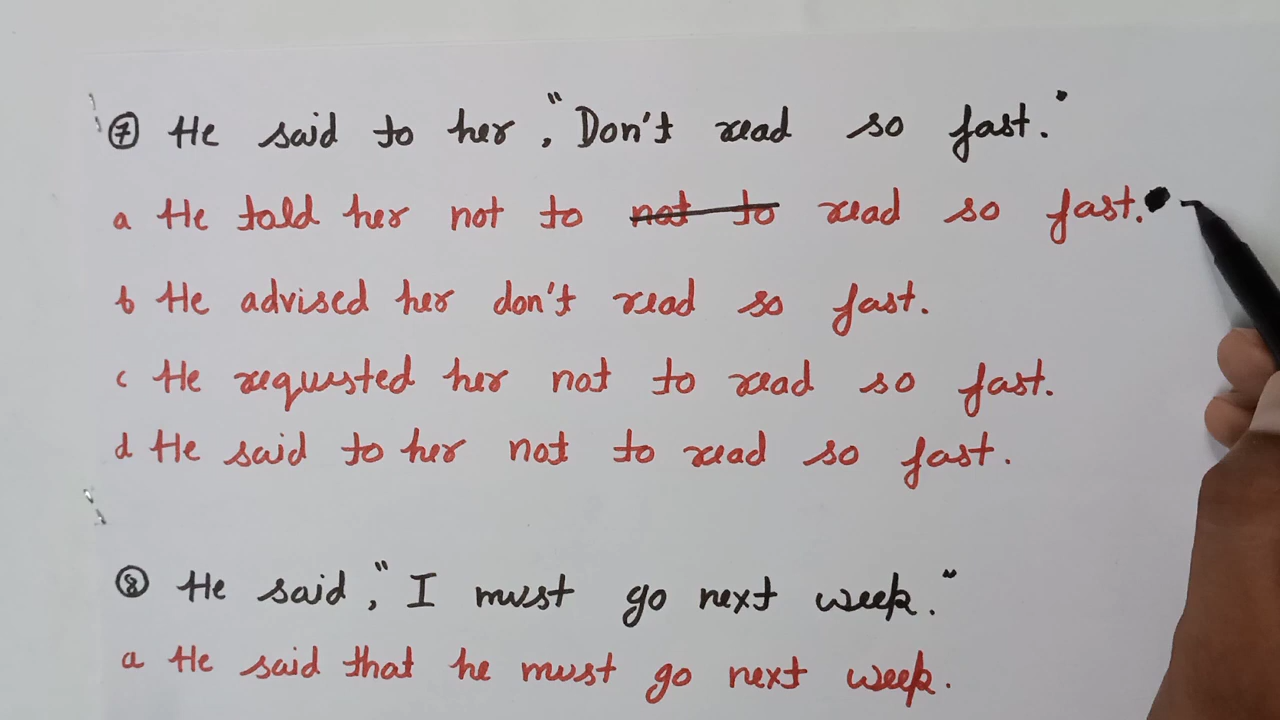 ⑦ He said to her, "Don't read so fast."
a He told her not to not to read so fast.
b He advised her don't read so fast.
c He requested her not to read so fast.
d He said to her not to read so fast.
⑧ He said, "I must go next week."
a He said that he must go next week.